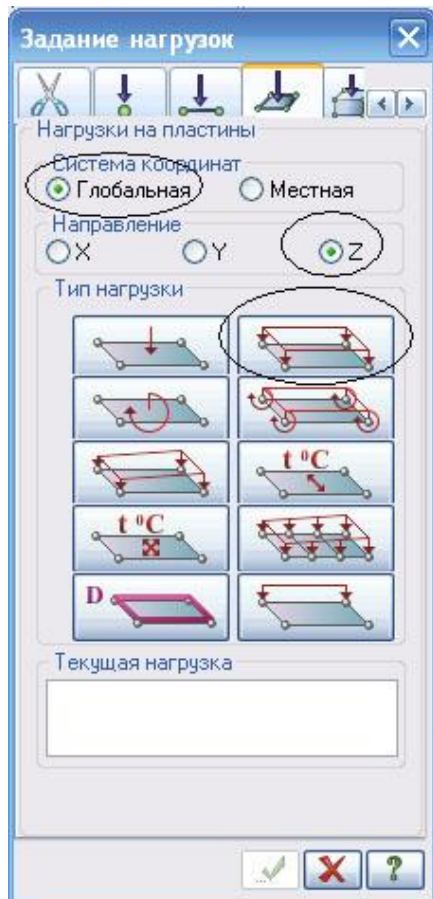 Задание нагрузок
Нагрузки на пластины
Система координат
Глобальная Местная
Направление
X Y Z
Тип нагрузки
t °C
t °C
D
Текущая нагрузка
?